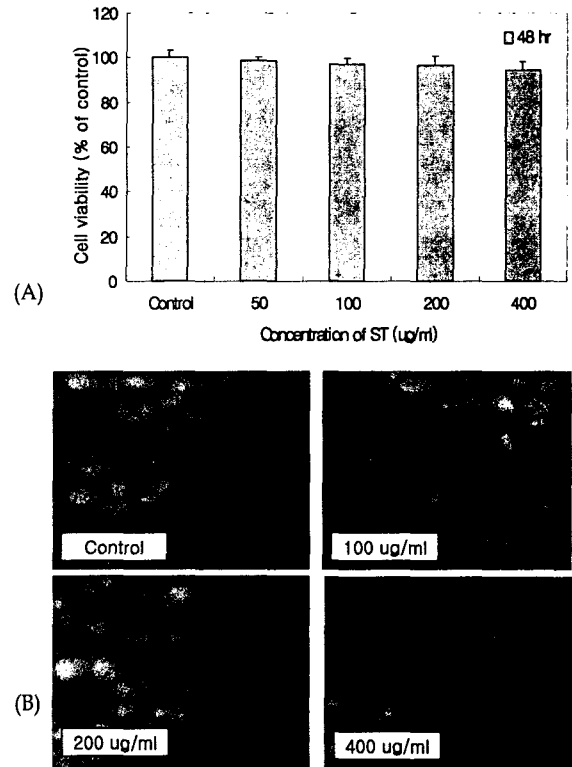 120
48 hr
100
80
60
40
20
0
Cell viability (% of control)
Control 50 100 200 400
Concentration of ST (ug/ml)
(A)
Control
100 ug/ml
200 ug/ml
400 ug/ml
(B)